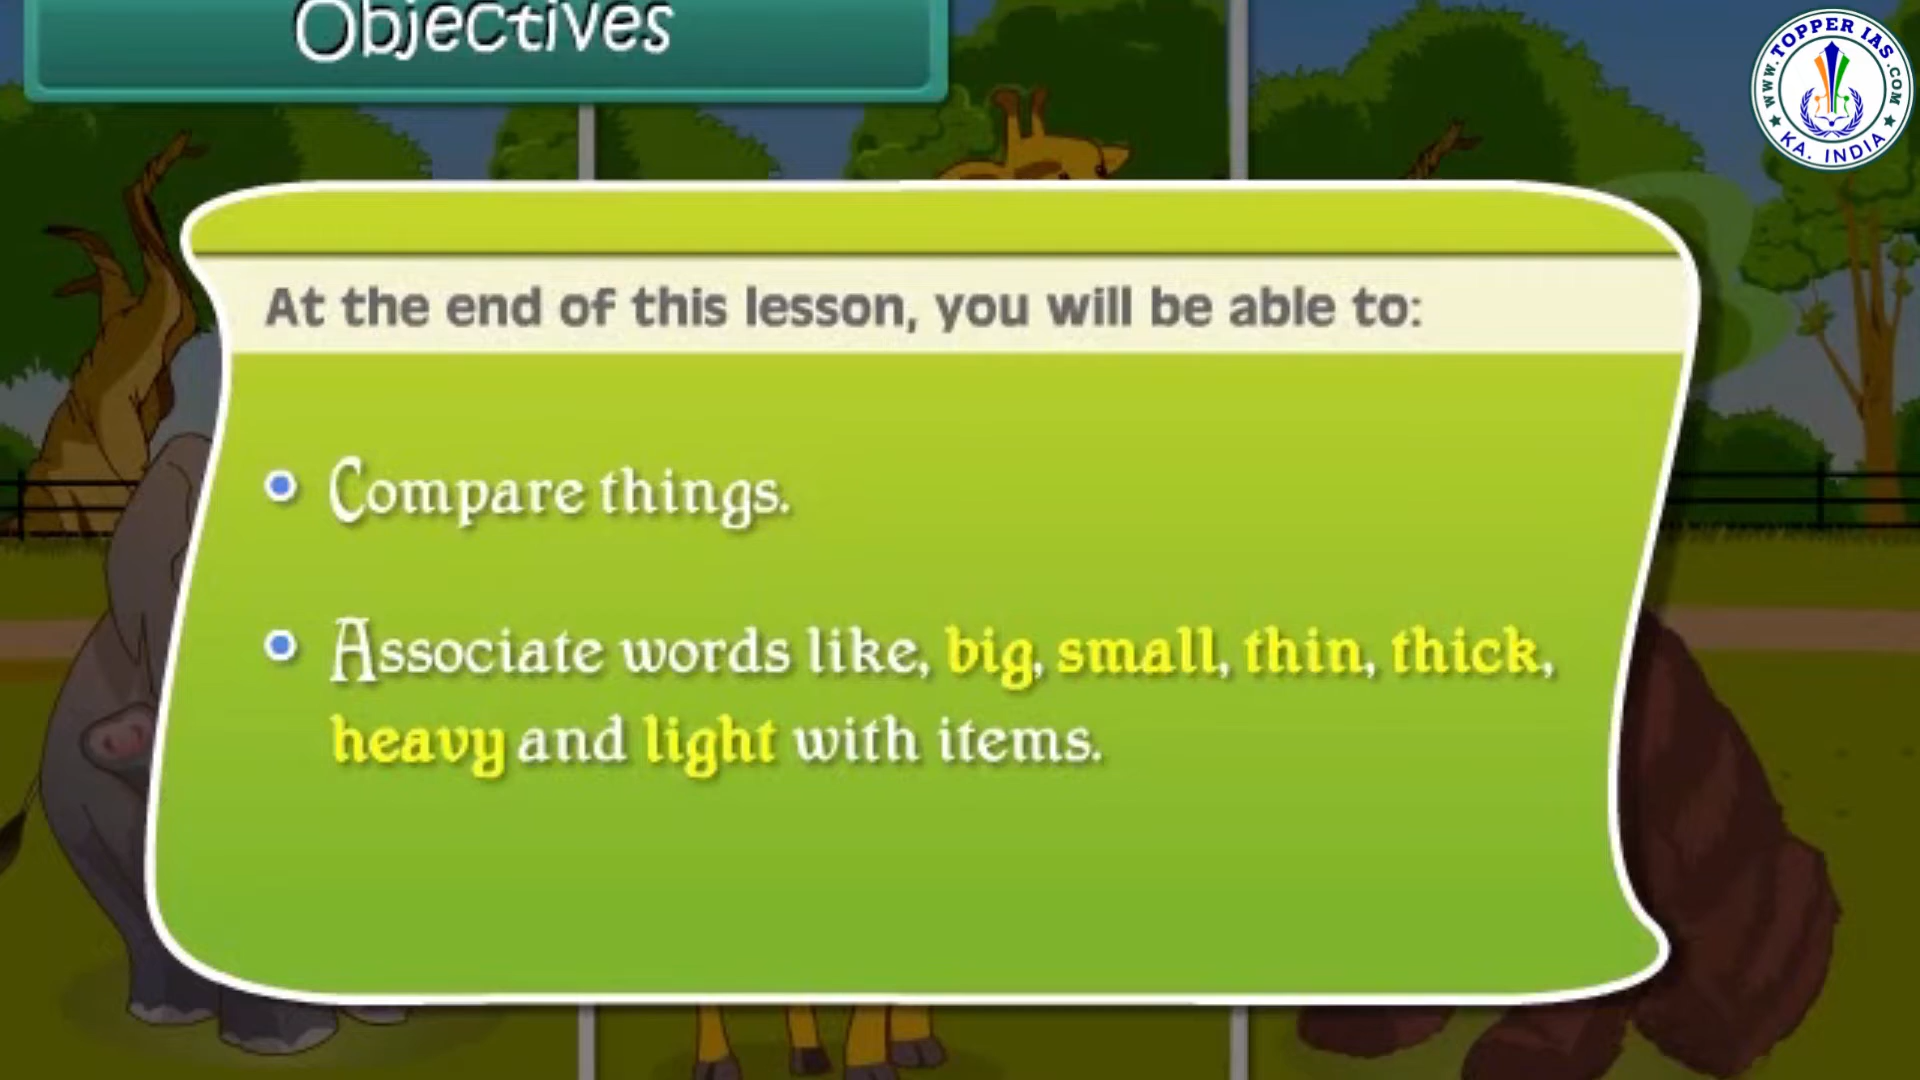 Objectives
WWW.TOPPER IAS.COM
KA. INDIA
At the end of this lesson, you will be able to:
Compare things.
Associate words like, big, small, thin, thick,
heavy and light with items.